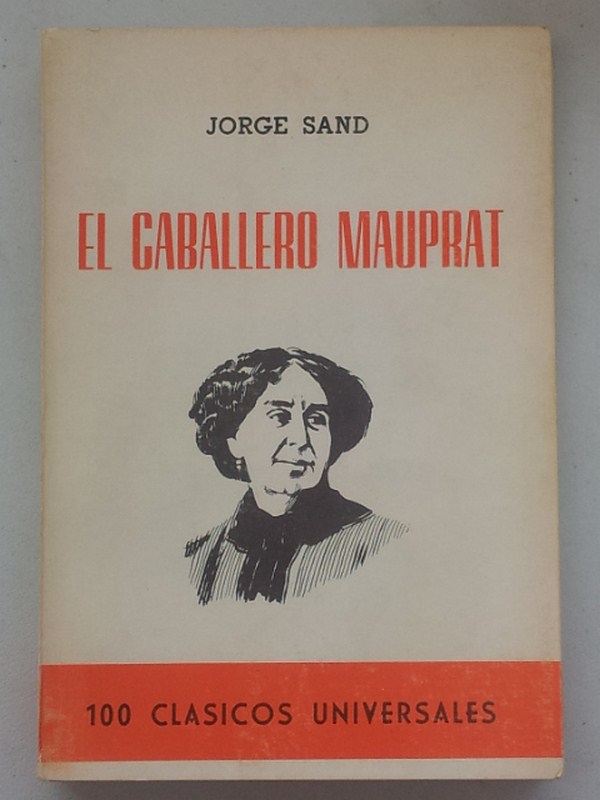 JORGE SAND
EL CABALLERO MAUPRAT
100 CLASICOS UNIVERSALES